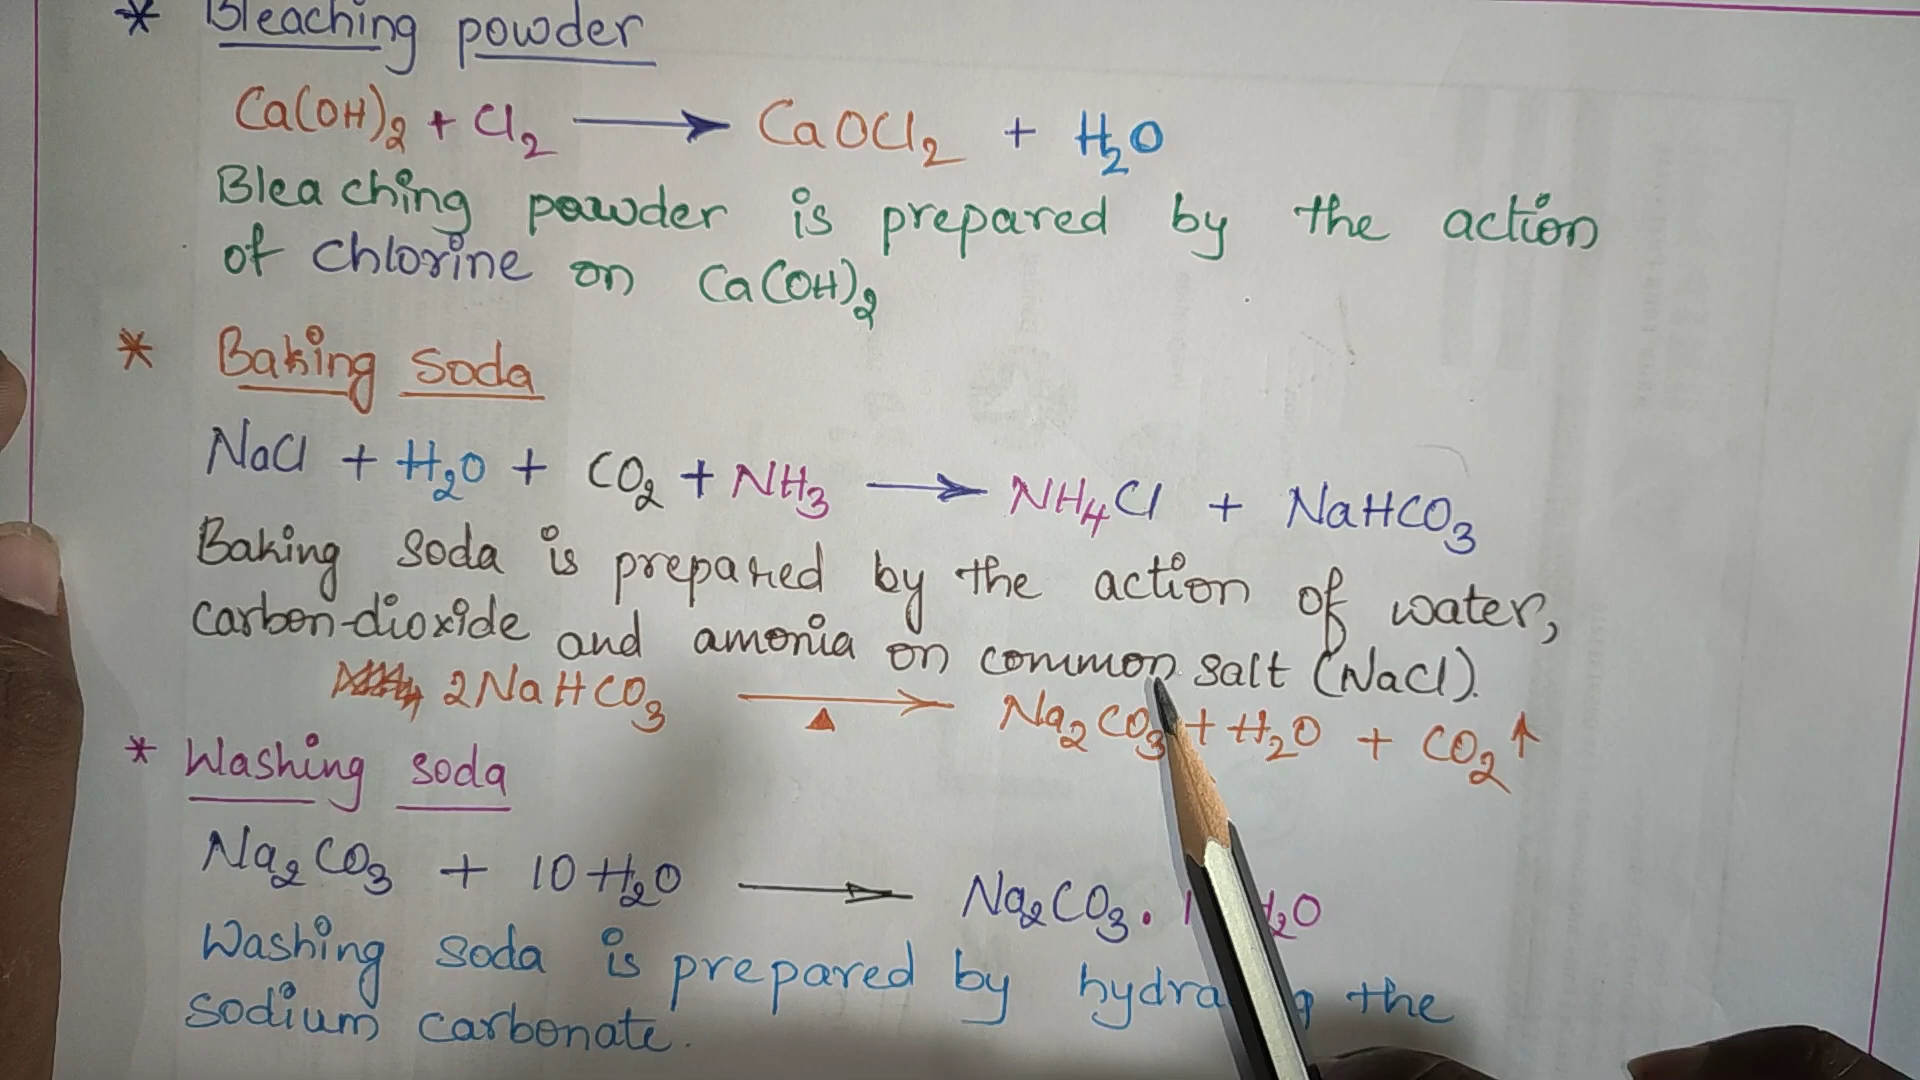 * Bleaching powder
Ca(OH)₂ + Cl₂ ⟶ CaOCl₂ + H₂O
Bleaching powder is prepared by the action
of chlorine on Ca(OH)₂
* Baking soda
NaCl + H₂O + CO₂ + NH₃ ⟶ NH₄Cl + NaHCO₃
Baking soda is prepared by the action of water,
carbon-dioxide and amonia on common salt (NaCl).
2NaHCO₃ ⟶ ▲ Na₂CO₃ + H₂O + CO₂↑
* Washing soda
Na₂CO₃ + 10H₂O ⟶ Na₂CO₃. H₂O
Washing soda is prepared by the
sodium carbonate.